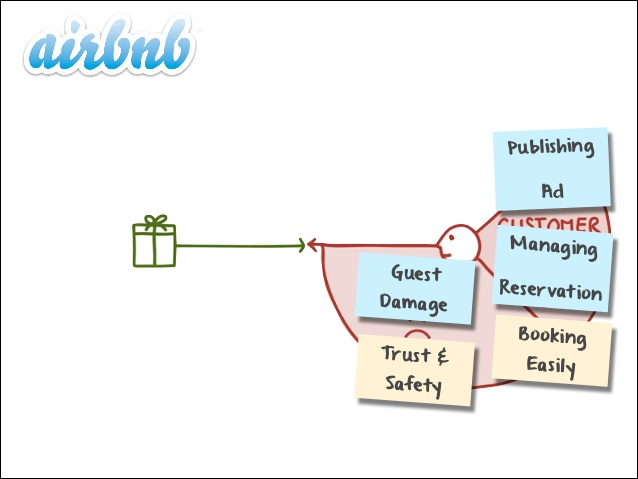 airbnb
Publishing
Ad
CUSTOMER
Managing
Reservation
Guest
Damage
Booking
Easily
Trust &
Safety